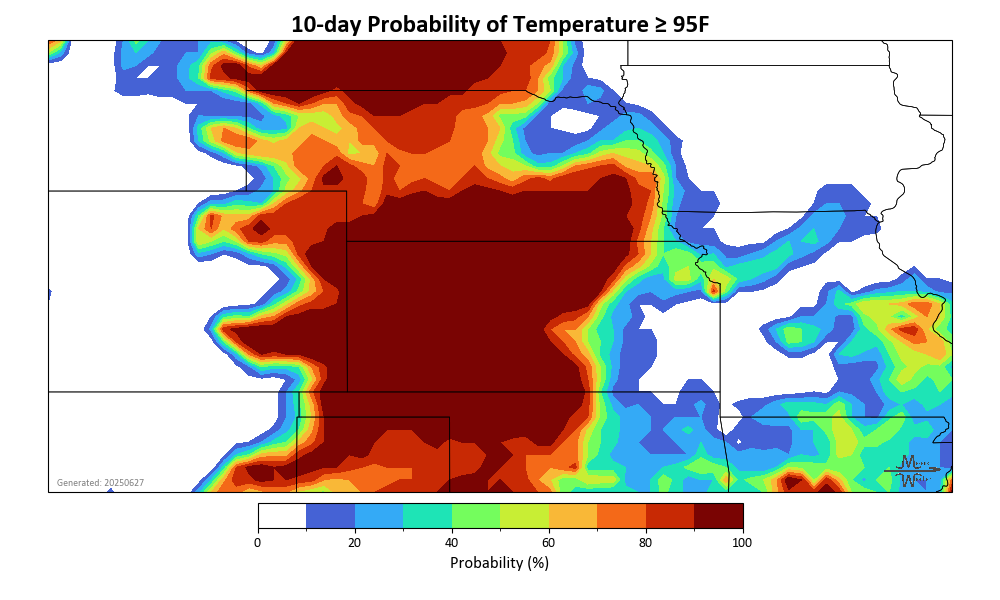 10-day Probability of Temperature ≥ 95F
Generated: 20250627
0 20 40 60 80 100
Probability (%)